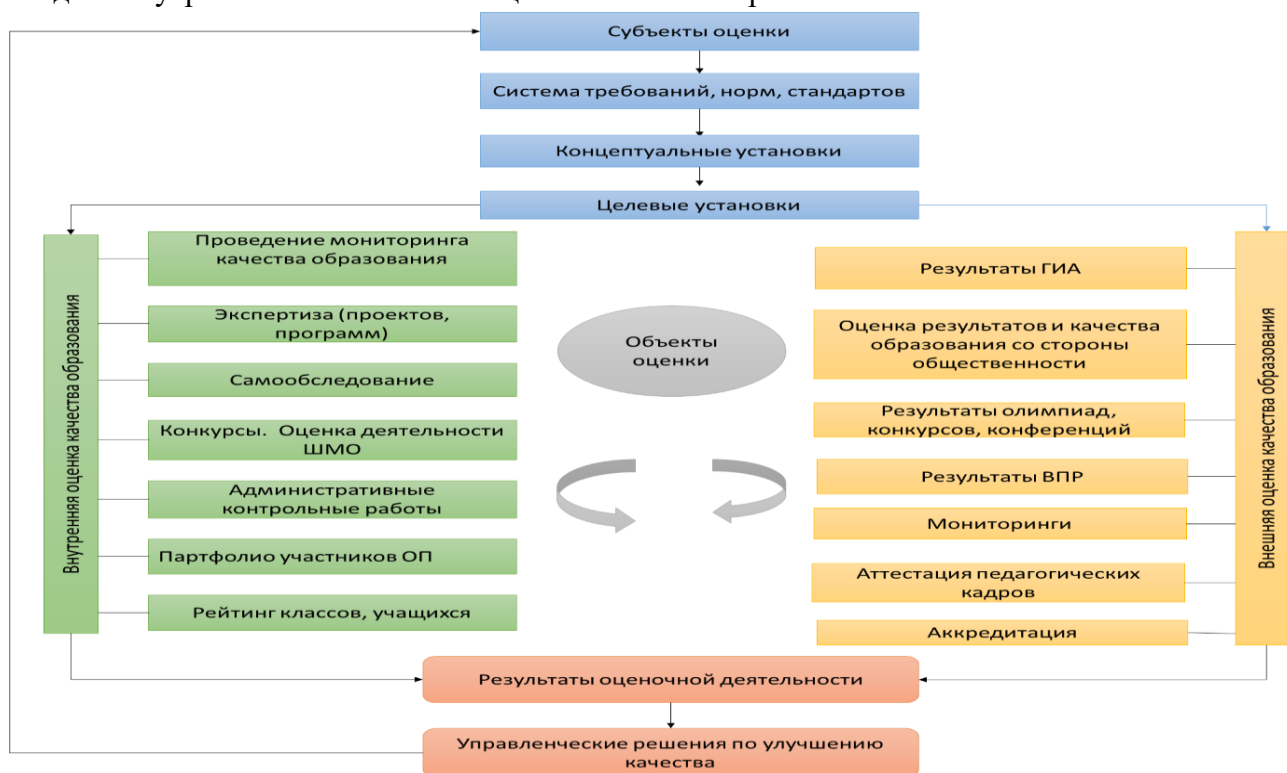 Субъекты оценки
Система требований, норм, стандартов
Концептуальные установки
Целевые установки
Внутренняя оценка качества образования
Проведение мониторинга
качества образования
Экспертиза (проектов,
программ)
Самообследование
Конкурсы. Оценка деятельности
ШМО
Административные
контрольные работы
Партфолио участников ОП
Рейтинг классов, учащихся
Объекты
оценки
Результаты ГИА
Оценка результатов и качества
образования со стороны
общественности
Результаты олимпиад,
конкурсов, конференций
Результаты ВПР
Мониторинги
Аттестация педагогических
кадров
Аккредитация
Внешняя оценка качества образования
Результаты оценочной деятельности
Управленческие решения по улучшению
качества